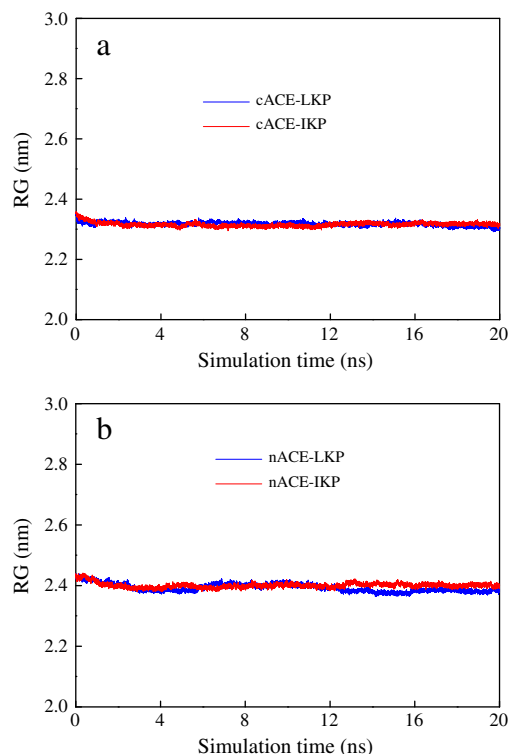 a
3.0
2.8
2.6
2.4
2.2
2.0
RG (nm)
cACE-LKP
cACE-IKP
0 4 8 12 16 20
Simulation time (ns)
b
3.0
2.8
2.6
2.4
2.2
2.0
RG (nm)
nACE-LKP
nACE-IKP
0 4 8 12 16 20
Simulation time (ns)